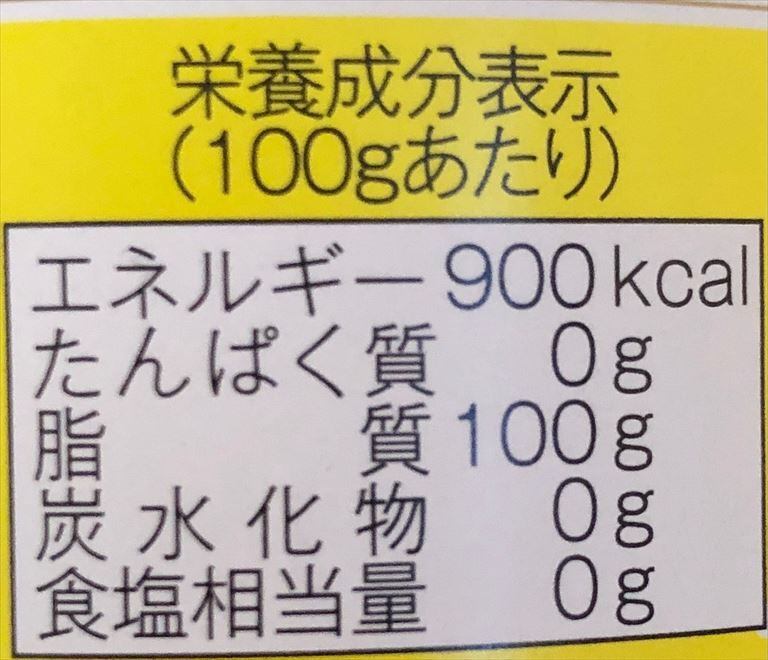 栄養成分表示
(100gあたり)
エネルギー 900kcal
たんぱく質 0g
脂質 100g
炭水化物 0g
食塩相当量 0g